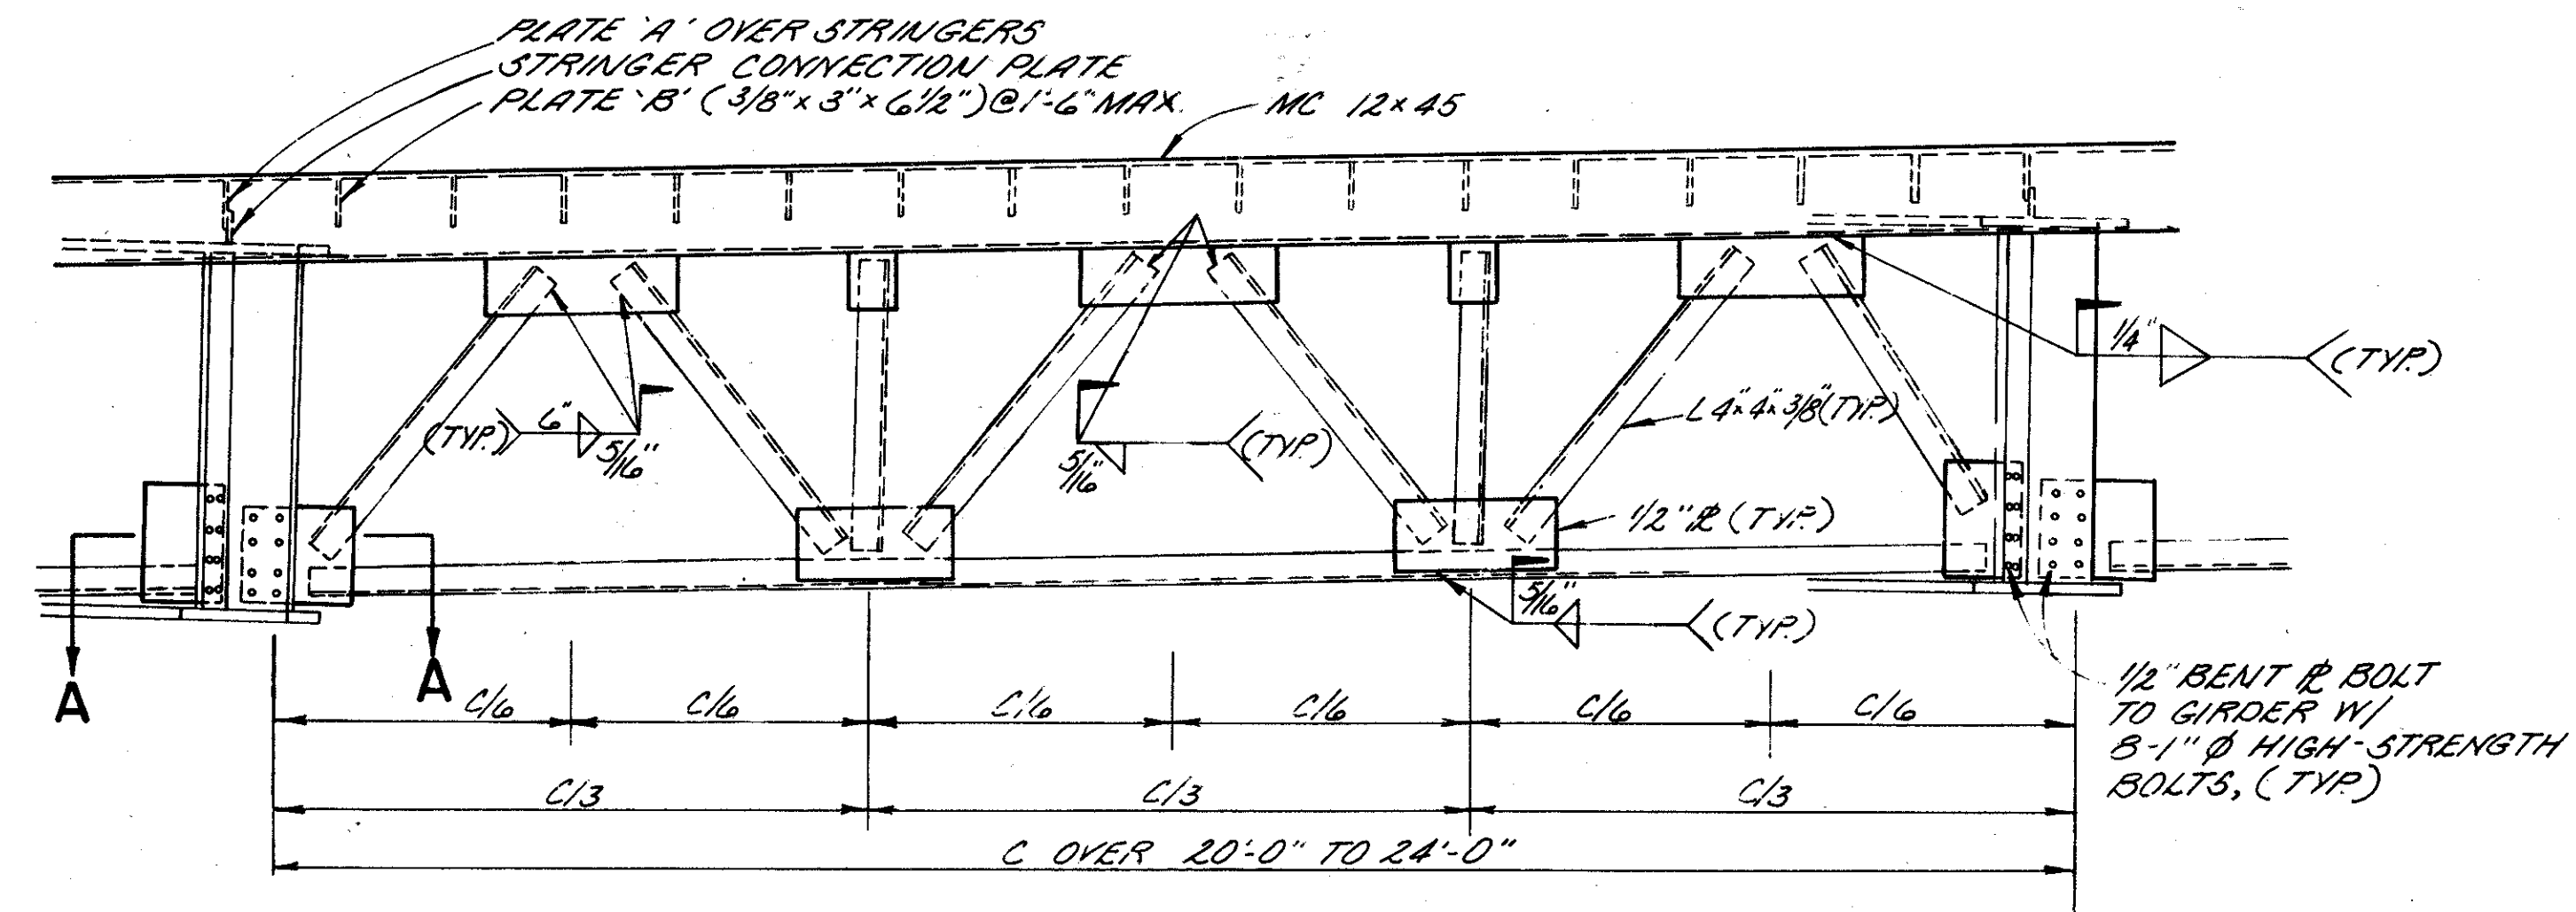 PLATE 'A' OVER STRINGERS
STRINGER CONNECTION PLATE
PLATE 'B' (3/8" x 3" x 6 1/2") @ 1'-6" MAX.
MC 12 x 45
1/4"
(TYP.)
L 4" x 4" x 3/8 (TYP.)
(TYP.) 6"
5/16"
5/16"
(TYP.)
1/2" ℞ (TYP.)
5/16"
(TYP.)
A
A
1/2" BENT ℞ BOLT
TO GIRDER W/
8-1" Ø HIGH-STRENGTH
BOLTS, (TYP.)
C/6 C/6 C/6 C/6 C/6 C/6
C/3 C/3 C/3
C OVER 20'-0" TO 24'-0"